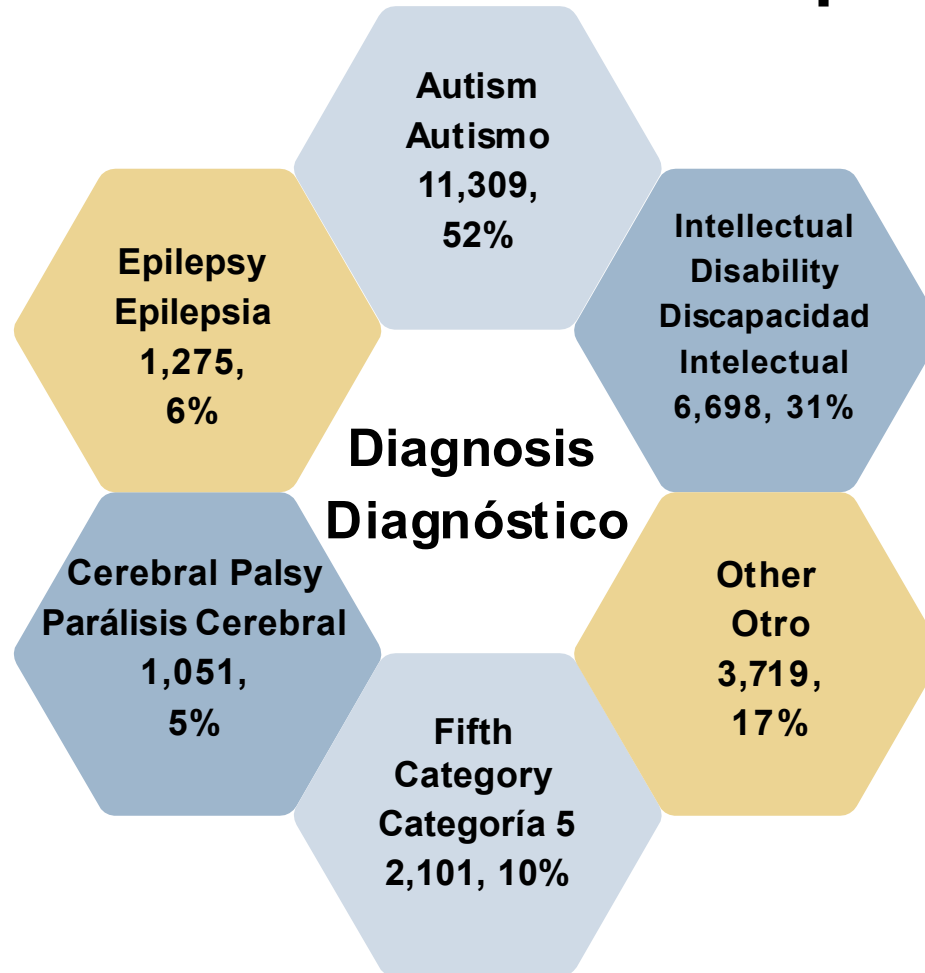 Autism
Autismo
11,309,
52%
Intellectual
Disability
Discapacidad
Intelectual
6,698, 31%
Epilepsy
Epilepsia
1,275,
6%
Diagnosis
Diagnóstico
Cerebral Palsy
Parálisis Cerebral
1,051,
5%
Other
Otro
3,719,
17%
Fifth
Category
Categoría 5
2,101, 10%